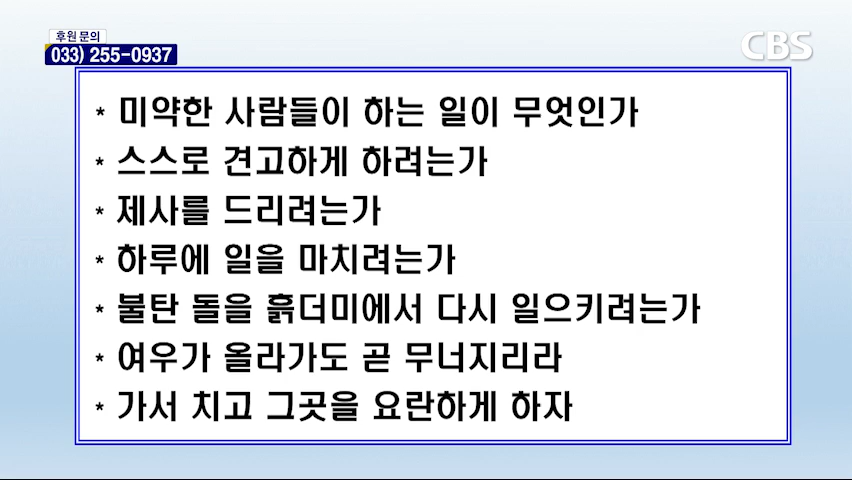 후원 문의
033) 255-0937
CBS
* 미약한 사람들이 하는 일이 무엇인가
* 스스로 견고하게 하려는가
* 제사를 드리려는가
* 하루에 일을 마치려는가
* 불탄 돌을 흙더미에서 다시 일으키려는가
* 여우가 올라가도 곧 무너지리라
* 가서 치고 그곳을 요란하게 하자